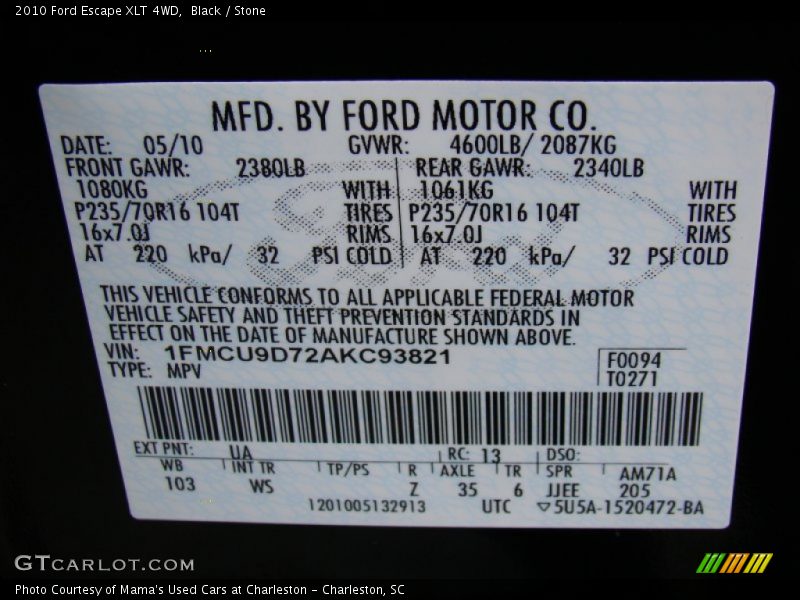 2010 Ford Escape XLT 4WD, Black / Stone
...
MFD. BY FORD MOTOR CO.
DATE: 05/10 GVWR: 4600LB/ 2087KG
FRONT GAWR: 2380LB REAR GAWR: 2340LB
1080KG WITH 1061KG WITH
P235/70R16 104T TIRES P235/70R16 104T TIRES
16x7.0J RIMS 16x7.0J RIMS
AT 220 kPa/ 32 PSI COLD AT 220 kPa/ 32 PSI COLD
THIS VEHICLE CONFORMS TO ALL APPLICABLE FEDERAL MOTOR
VEHICLE SAFETY AND THEFT PREVENTION STANDARDS IN
EFFECT ON THE DATE OF MANUFACTURE SHOWN ABOVE.
VIN: 1FMCU9D72AKC93821 F0094
TYPE: MPV T0271
EXT PNT: UA RC: 13 DSO:
WB INT TR TP/PS R AXLE TR SPR AM71A
103 WS Z 35 6 JJEE 205
1201005132913 UTC ▽5U5A-1520472-BA
GTCARLOT.COM
Photo Courtesy of Mama's Used Cars at Charleston - Charleston, SC